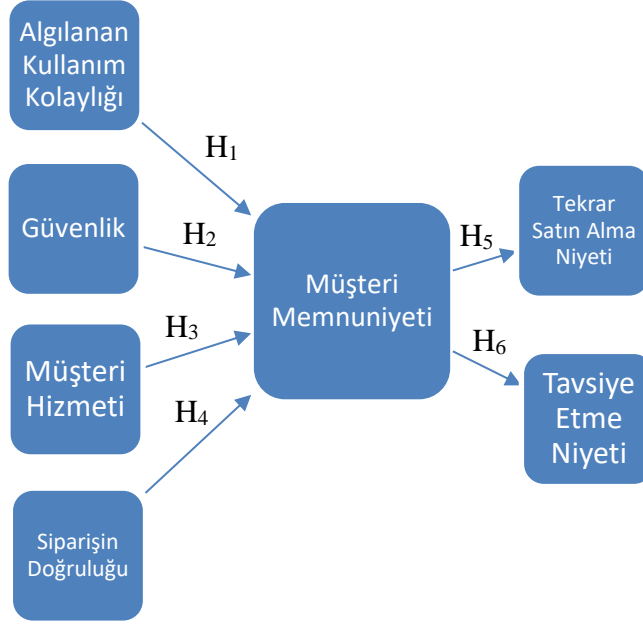 Algılanan
Kullanım
Kolaylığı
H1
Güvenlik
H2
Müşteri
Hizmeti
H3
Siparişin
Doğruluğu
H4
Müşteri
Memnuniyeti
H5
Tekrar
Satın Alma
Niyeti
H6
Tavsiye
Etme
Niyeti